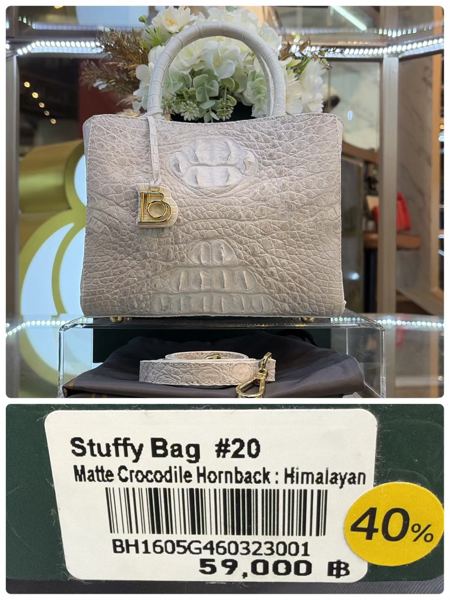 Stuffy Bag #20
Matte Crocodile Hornback : Himalayan
BH1605G460323001
59,000 ฿
40%